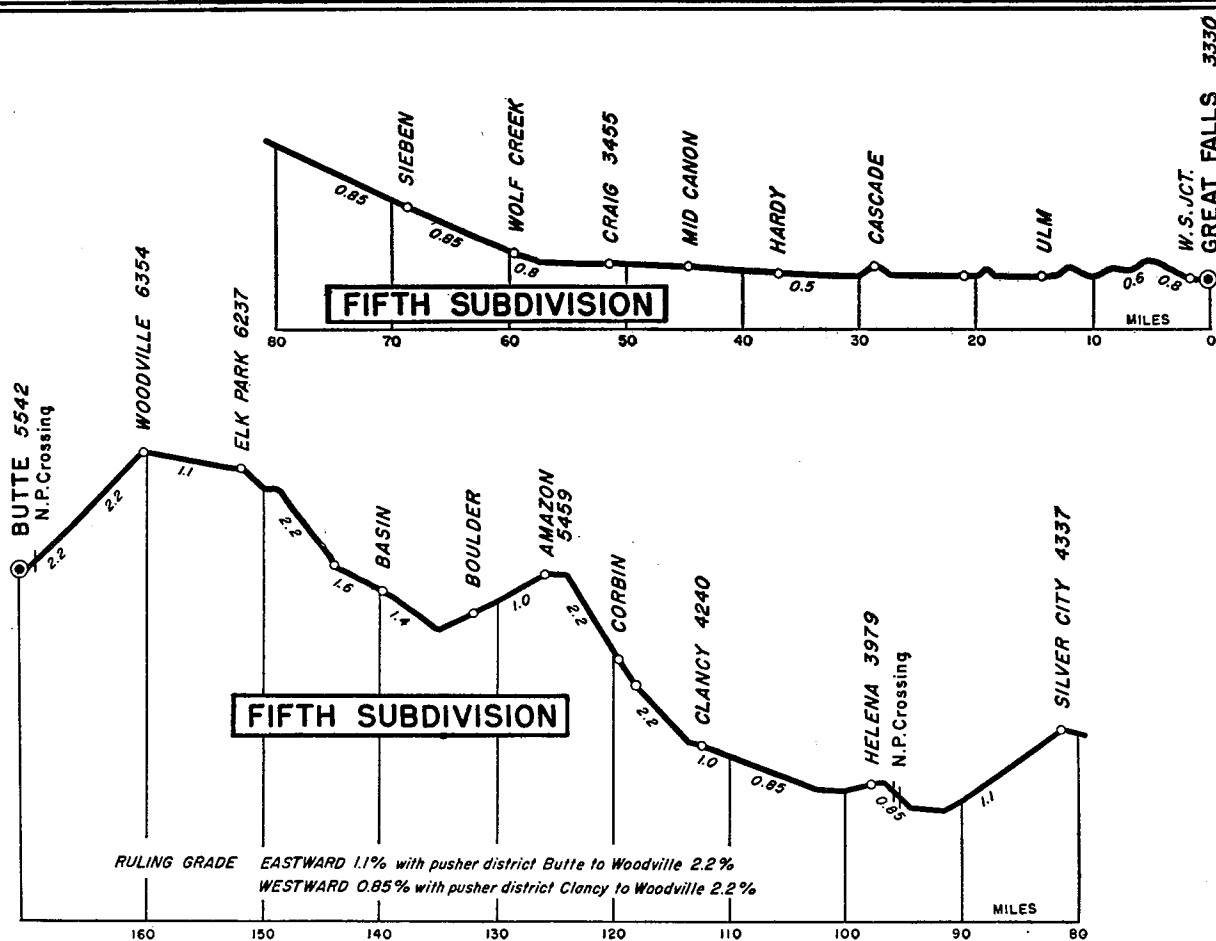 SIEBEN
WOLF CREEK
CRAIG 3455
MID CANON
HARDY
CASCADE
ULM
W.S. JCT.
GREAT FALLS 3330
0.85
0.85
0.8
0.5
0.6
0.8
FIFTH SUBDIVISION
MILES
80 70 60 50 40 30 20 10 0
BUTTE 5542
N.P. Crossing
WOODVILLE 6354
ELK PARK 6237
BASIN
BOULDER
AMAZON
5459
CORBIN
CLANCY 4240
HELENA 3979
N.P. Crossing
SILVER CITY 4337
2.2
2.2
1.1
2.2
1.6
1.4
1.0
2.2
2.2
1.0
0.85
0.85
1.1
FIFTH SUBDIVISION
RULING GRADE EASTWARD 1.1% with pusher district Butte to Woodville 2.2%
WESTWARD 0.85% with pusher district Clancy to Woodville 2.2%
MILES
160 150 140 130 120 110 100 90 80